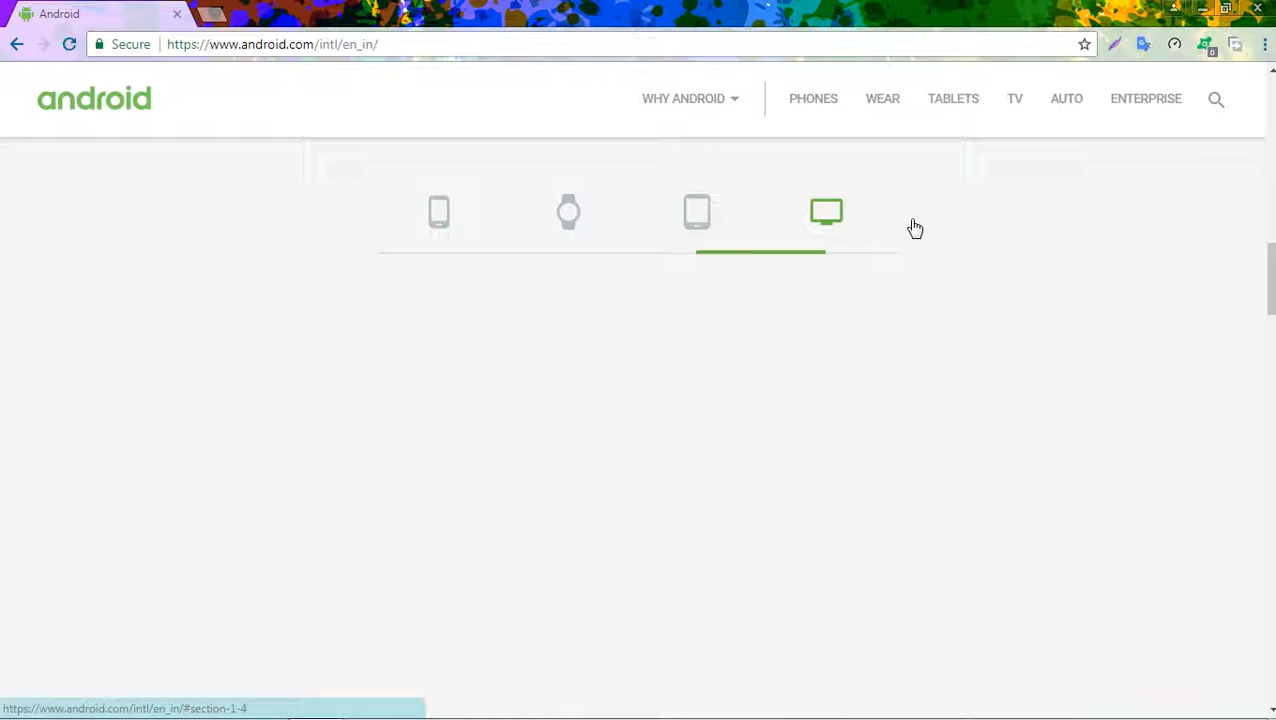 Android
Secure
https://www.android.com/intl/en_in/
0
android
WHY ANDROID
PHONES
WEAR
TABLETS
TV
AUTO
ENTERPRISE
https://www.android.com/intl/en_in/#section-1-4